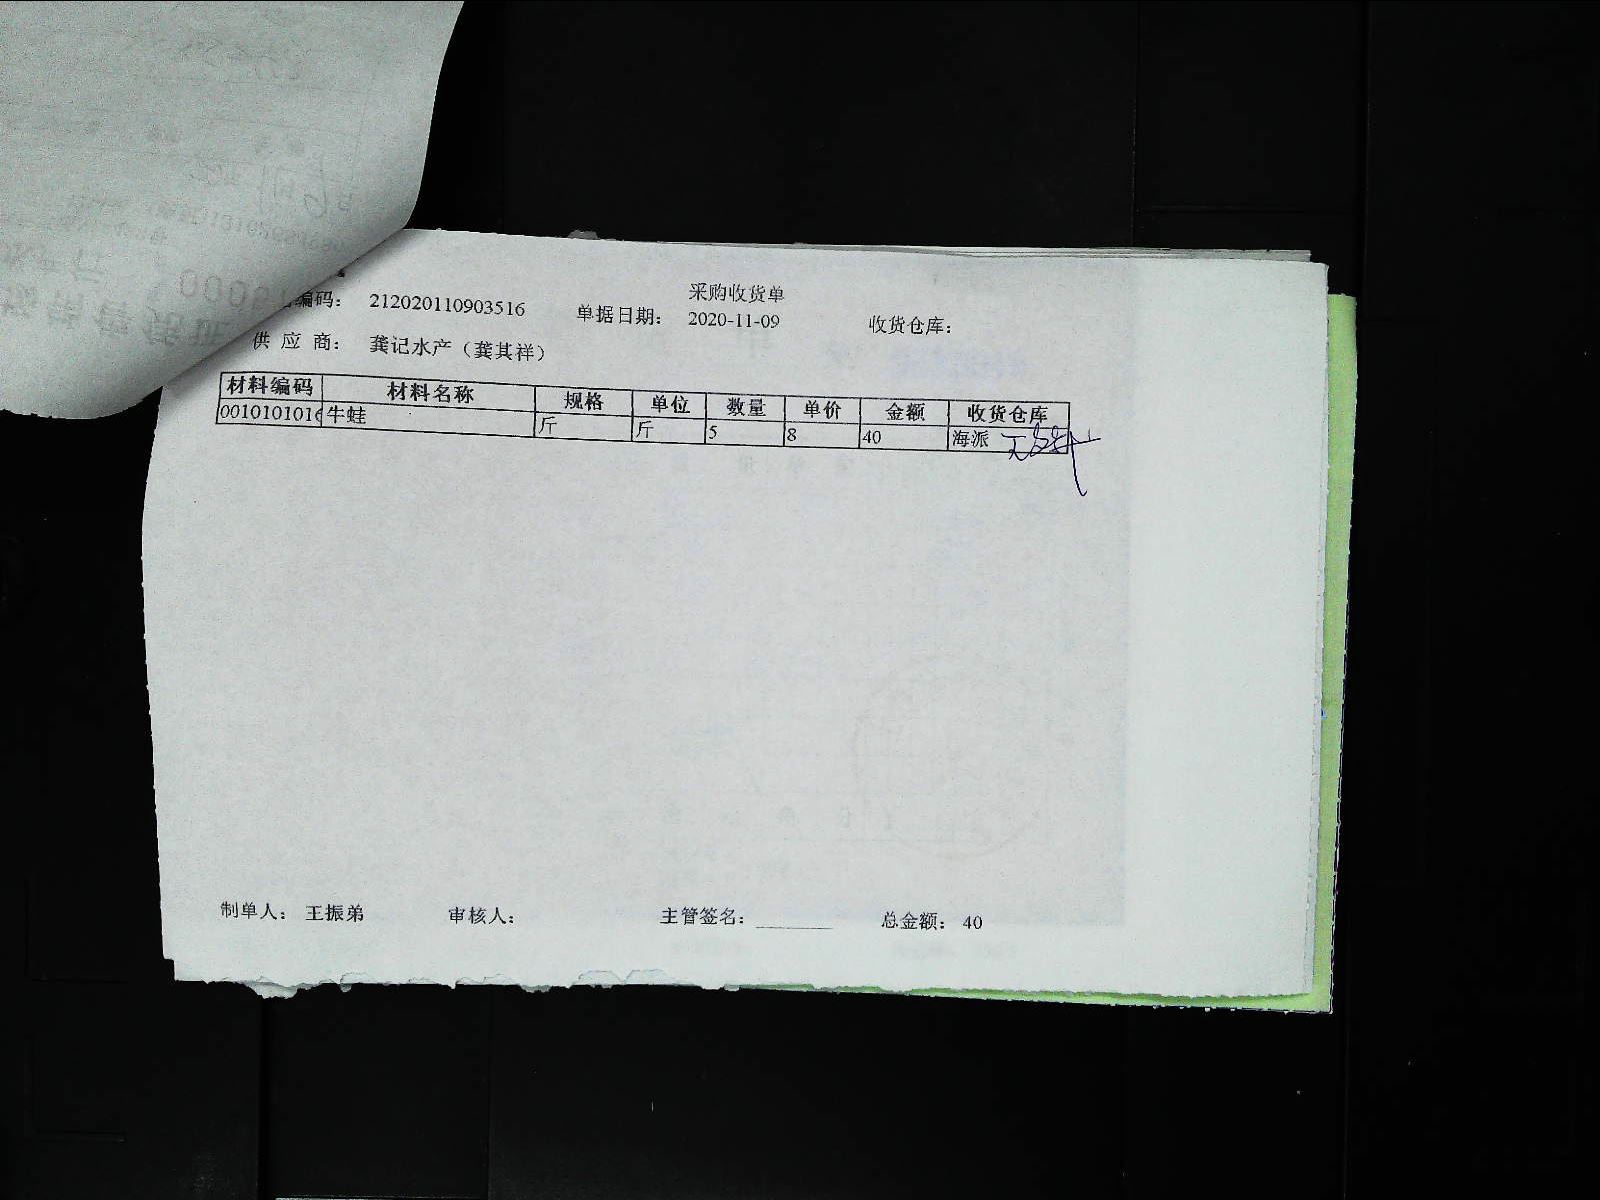 采购收货单
编码： 212020110903516 单据日期： 2020-11-09 收货仓库：
供 应 商： 龚记水产（龚其祥）
材料编码 材料名称 规格 单位 数量 单价 金额 收货仓库
001010101 牛蛙 斤 斤 5 8 40 海派
制单人： 王振弟 审核人： 主管签名： 总金额： 40